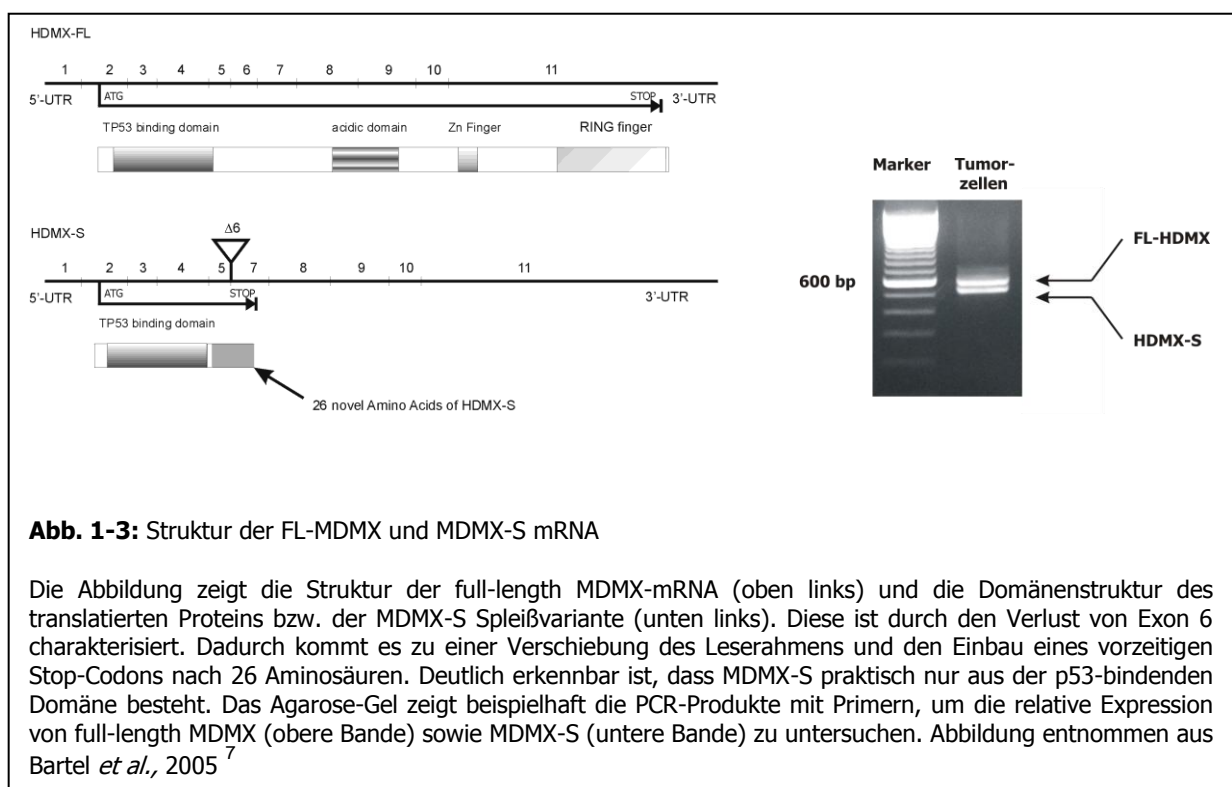 HDMX-FL
1 2 3 4 5 6 7 8 9 10 11
5'-UTR ATG STOP 3'-UTR
TP53 binding domain acidic domain Zn Finger RING finger
HDMX-S
Δ6
1 2 3 4 5 7 8 9 10 11
5'-UTR ATG STOP 3'-UTR
TP53 binding domain
26 novel Amino Acids of HDMX-S
Marker Tumor-
zellen
600 bp
FL-HDMX
HDMX-S
Abb. 1-3: Struktur der FL-MDMX und MDMX-S mRNA
Die Abbildung zeigt die Struktur der full-length MDMX-mRNA (oben links) und die Domänenstruktur des
translatierten Proteins bzw. der MDMX-S Spleißvariante (unten links). Diese ist durch den Verlust von Exon 6
charakterisiert. Dadurch kommt es zu einer Verschiebung des Leserahmens und den Einbau eines vorzeitigen
Stop-Codons nach 26 Aminosäuren. Deutlich erkennbar ist, dass MDMX-S praktisch nur aus der p53-bindenden
Domäne besteht. Das Agarose-Gel zeigt beispielhaft die PCR-Produkte mit Primern, um die relative Expression
von full-length MDMX (obere Bande) sowie MDMX-S (untere Bande) zu untersuchen. Abbildung entnommen aus
Bartel et al., 2005 7